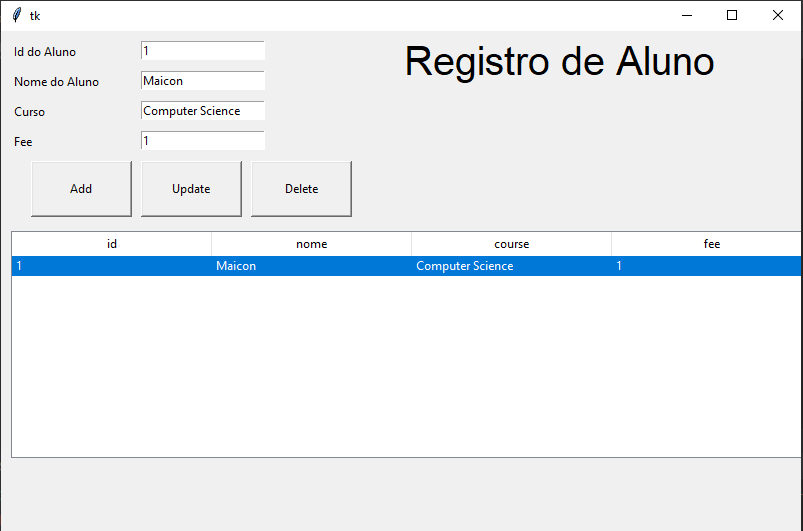 tk
Id do Aluno 1
Registro de Aluno
Nome do Aluno Maicon
Curso Computer Science
Fee 1
Add Update Delete
id nome course fee
1 Maicon Computer Science 1